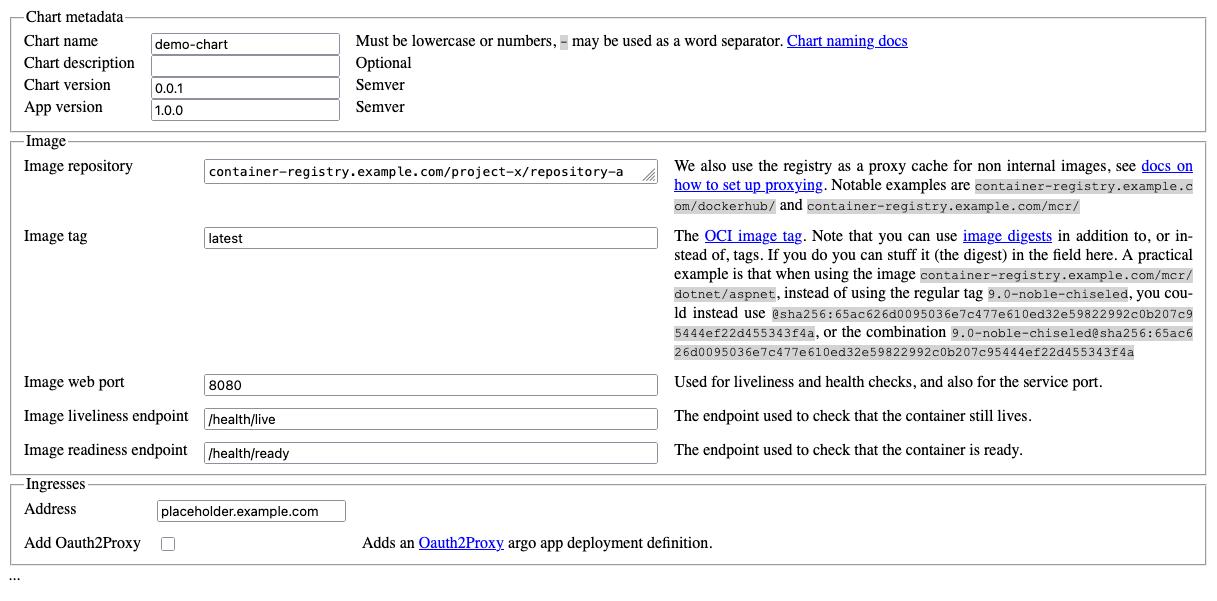 Chart metadata
Chart name demo-chart Must be lowercase or numbers, - may be used as a word separator. Chart naming docs
Chart description Optional
Chart version 0.0.1 Semver
App version 1.0.0 Semver
Image
Image repository container-registry.example.com/project-x/repository-a We also use the registry as a proxy cache for non internal images, see docs on
how to set up proxying. Notable examples are container-registry.example.c
om/dockerhub/ and container-registry.example.com/mcr/
Image tag latest The OCI image tag. Note that you can use image digests in addition to, or in-
stead of, tags. If you do you can stuff it (the digest) in the field here. A practical
example is that when using the image container-registry.example.com/mcr/
dotnet/aspnet, instead of using the regular tag 9.0-noble-chiseled, you cou-
ld instead use @sha256:65ac626d0095036e7c477e610ed32e59822992c0b207c9
5444ef22d455343f4a, or the combination 9.0-noble-chiseled@sha256:65ac6
26d0095036e7c477e610ed32e59822992c0b207c95444ef22d455343f4a
Image web port 8080 Used for liveliness and health checks, and also for the service port.
Image liveliness endpoint /health/live The endpoint used to check that the container still lives.
Image readiness endpoint /health/ready The endpoint used to check that the container is ready.
Ingresses
Address placeholder.example.com
Add Oauth2Proxy Adds an Oauth2Proxy argo app deployment definition.
...